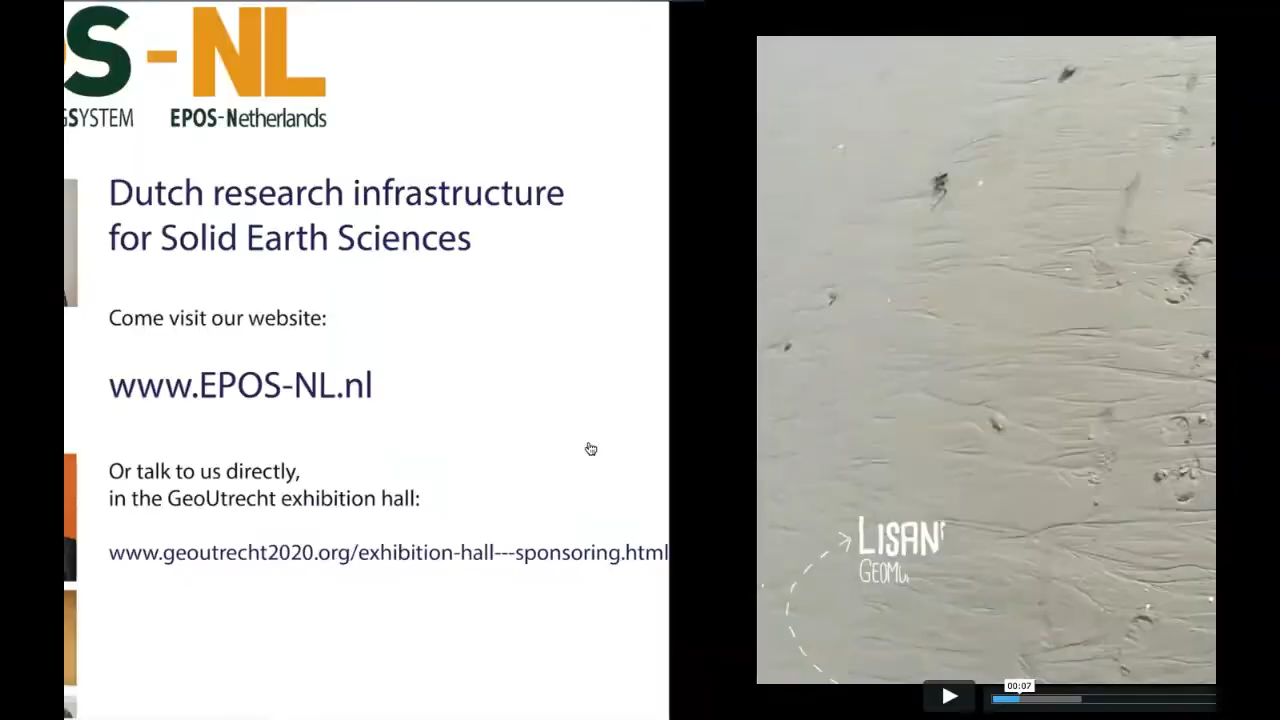 S-NL
SYSTEM EPOS-Netherlands
Dutch research infrastructure
for Solid Earth Sciences
Come visit our website:
www.EPOS-NL.nl
Or talk to us directly,
in the GeoUtrecht exhibition hall:
www.geoutrecht2020.org/exhibition-hall---sponsoring.html
LISAN
GEOMU
00:07